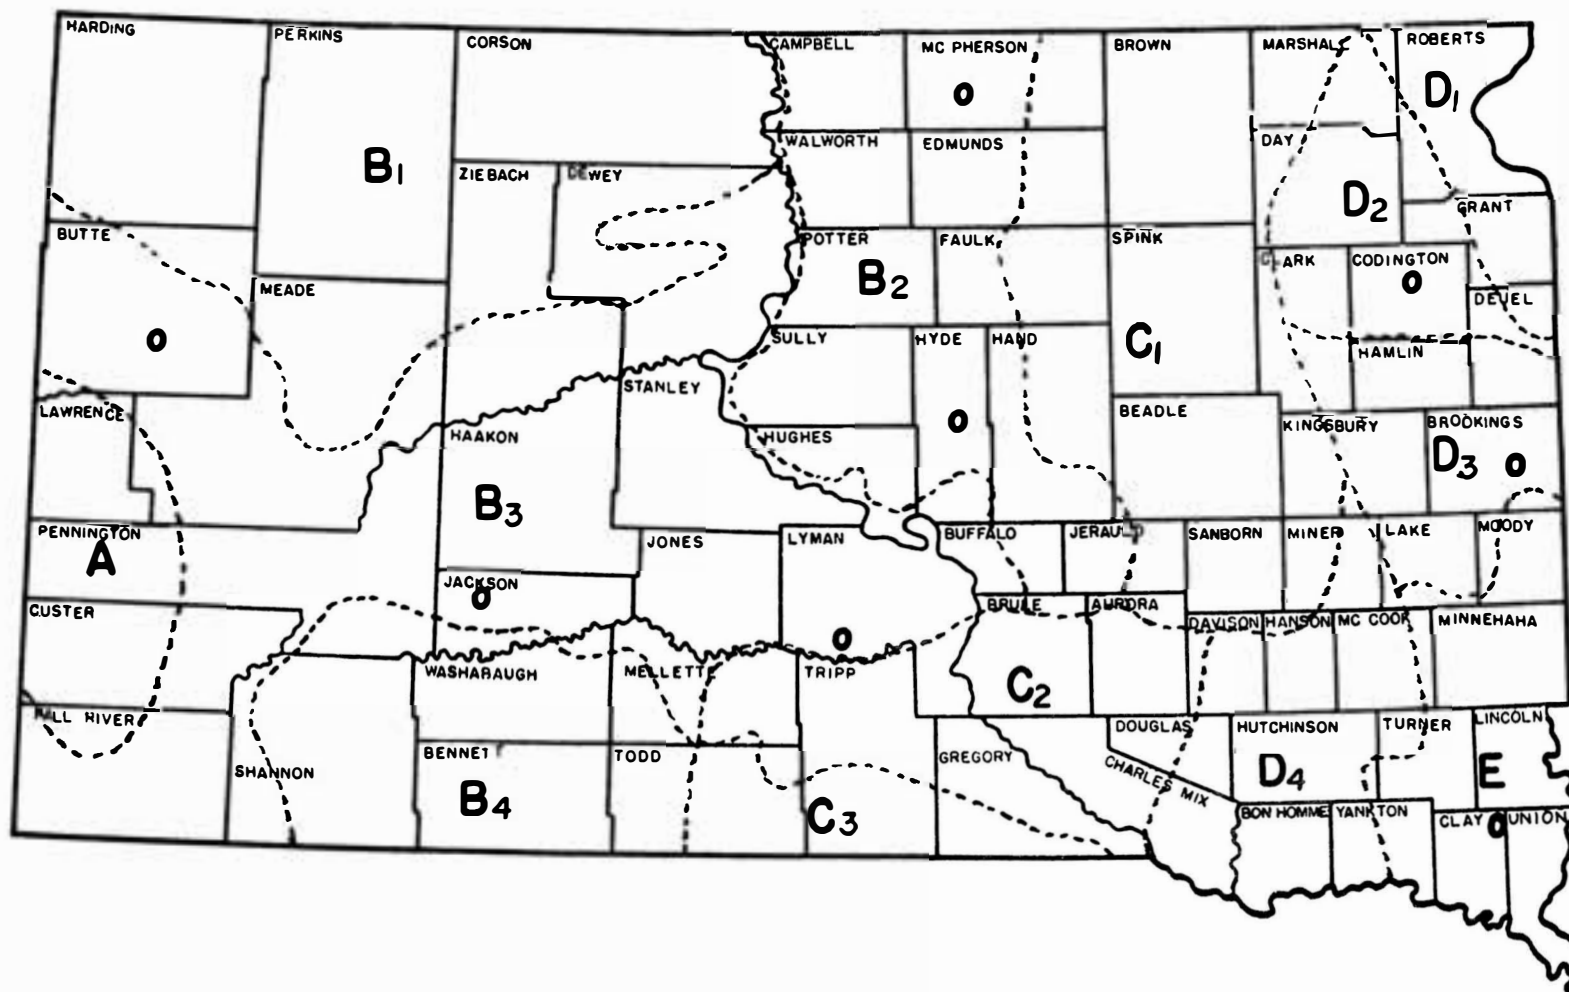 HARDING
PERKINS
CORSON
CAMPBELL
MC PHERSON
BROWN
MARSHALL
ROBERTS
O
D1
WALWORTH
EDMUNDS
DAY
B1
ZIEBACH
DEWEY
D2
GRANT
BUTTE
POTTER
FAULK
SPINK
CLARK
CODINGTON
B2
O
MEADE
DEUEL
O
SULLY
HYDE
HAND
C1
HAMLIN
STANLEY
LAWRENCE
BEADLE
O
KINGSBURY
BROOKINGS
HAAKON
HUGHES
D3
O
B3
PENNINGTON
JONES
LYMAN
BUFFALO
JERAULD
SANBORN
MINER
LAKE
MOODY
A
JACKSON
O
CUSTER
BRULE
AURORA
DAVISON
HANSON
MC COOK
MINNEHAHA
O
WASHABAUGH
MELLETTE
TRIPP
C2
FALL RIVER
DOUGLAS
HUTCHINSON
TURNER
LINCOLN
SHANNON
BENNET
TODD
GREGORY
CHARLES MIX
D4
E
B4
C3
BON HOMME
YANKTON
CLAY
O
UNION